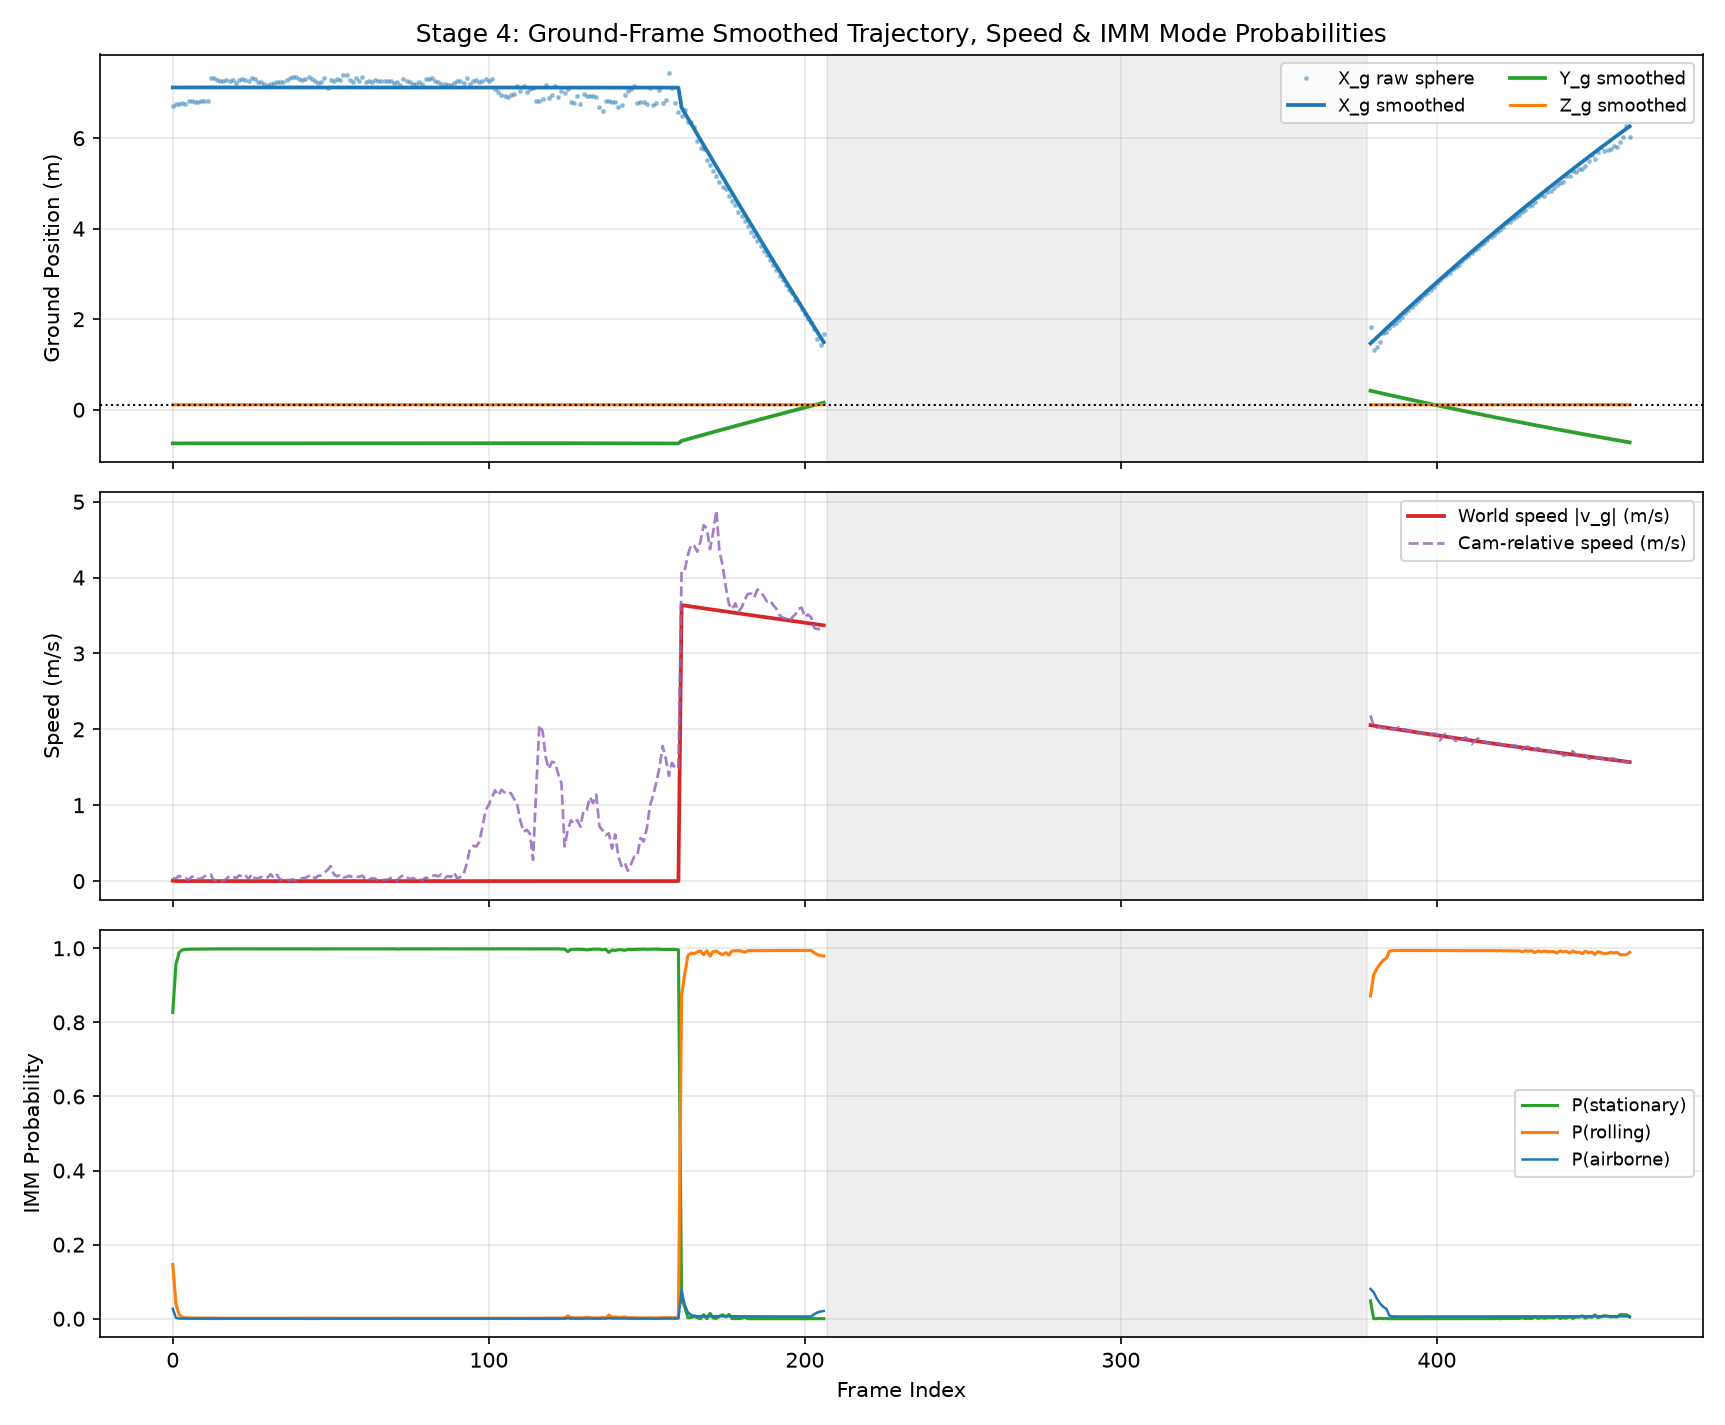 Stage 4: Ground-Frame Smoothed Trajectory, Speed & IMM Mode Probabilities
Ground Position (m)
6
4
2
0
X_g raw sphere
X_g smoothed
Y_g smoothed
Z_g smoothed
Speed (m/s)
5
4
3
2
1
0
World speed |v_g| (m/s)
Cam-relative speed (m/s)
IMM Probability
1.0
0.8
0.6
0.4
0.2
0.0
P(stationary)
P(rolling)
P(airborne)
0 100 200 300 400
Frame Index